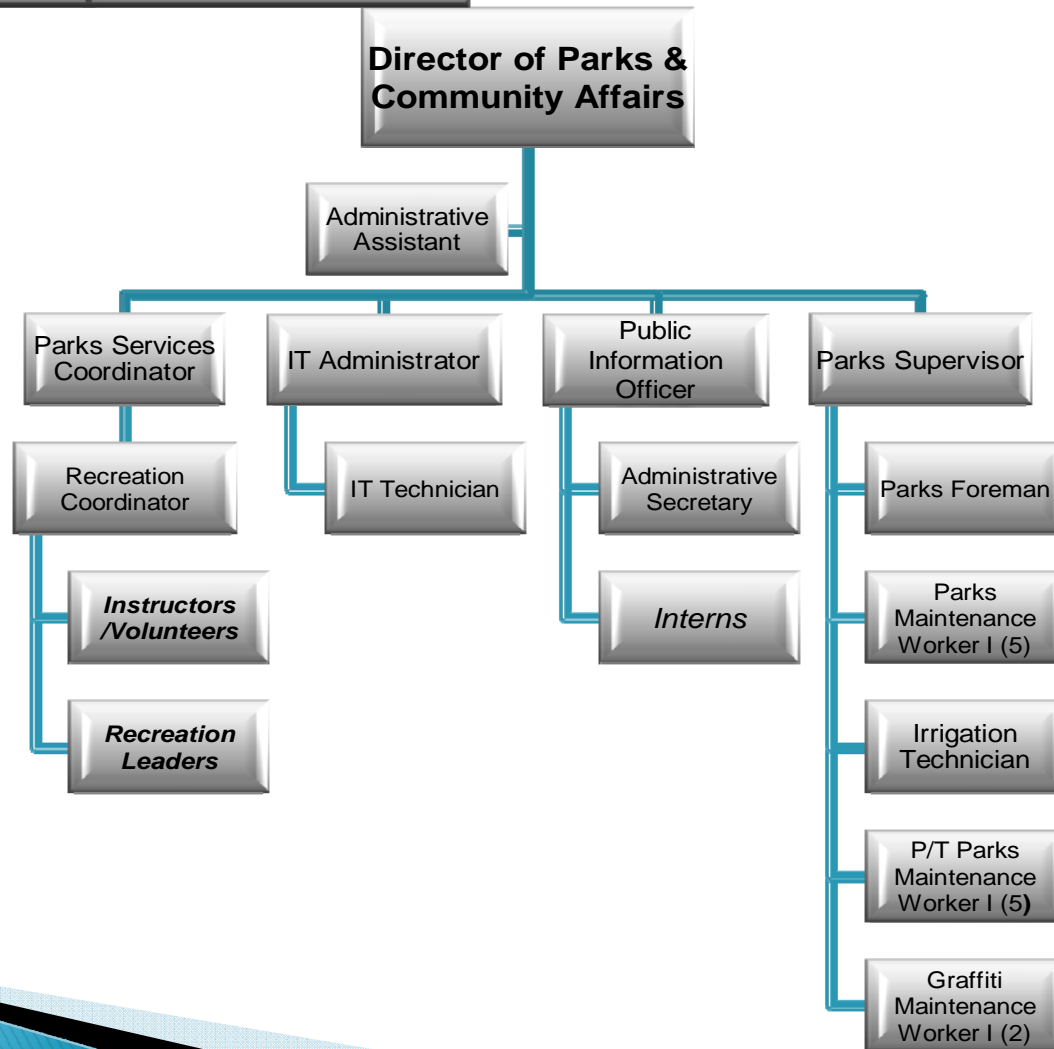 Director of Parks &
Community Affairs
Administrative
Assistant
Parks Services
Coordinator
IT Administrator
Public
Information
Officer
Parks Supervisor
Recreation
Coordinator
IT Technician
Administrative
Secretary
Parks Foreman
Instructors
/Volunteers
Interns
Parks
Maintenance
Worker I (5)
Recreation
Leaders
Irrigation
Technician
P/T Parks
Maintenance
Worker I (5)
Graffiti
Maintenance
Worker I (2)